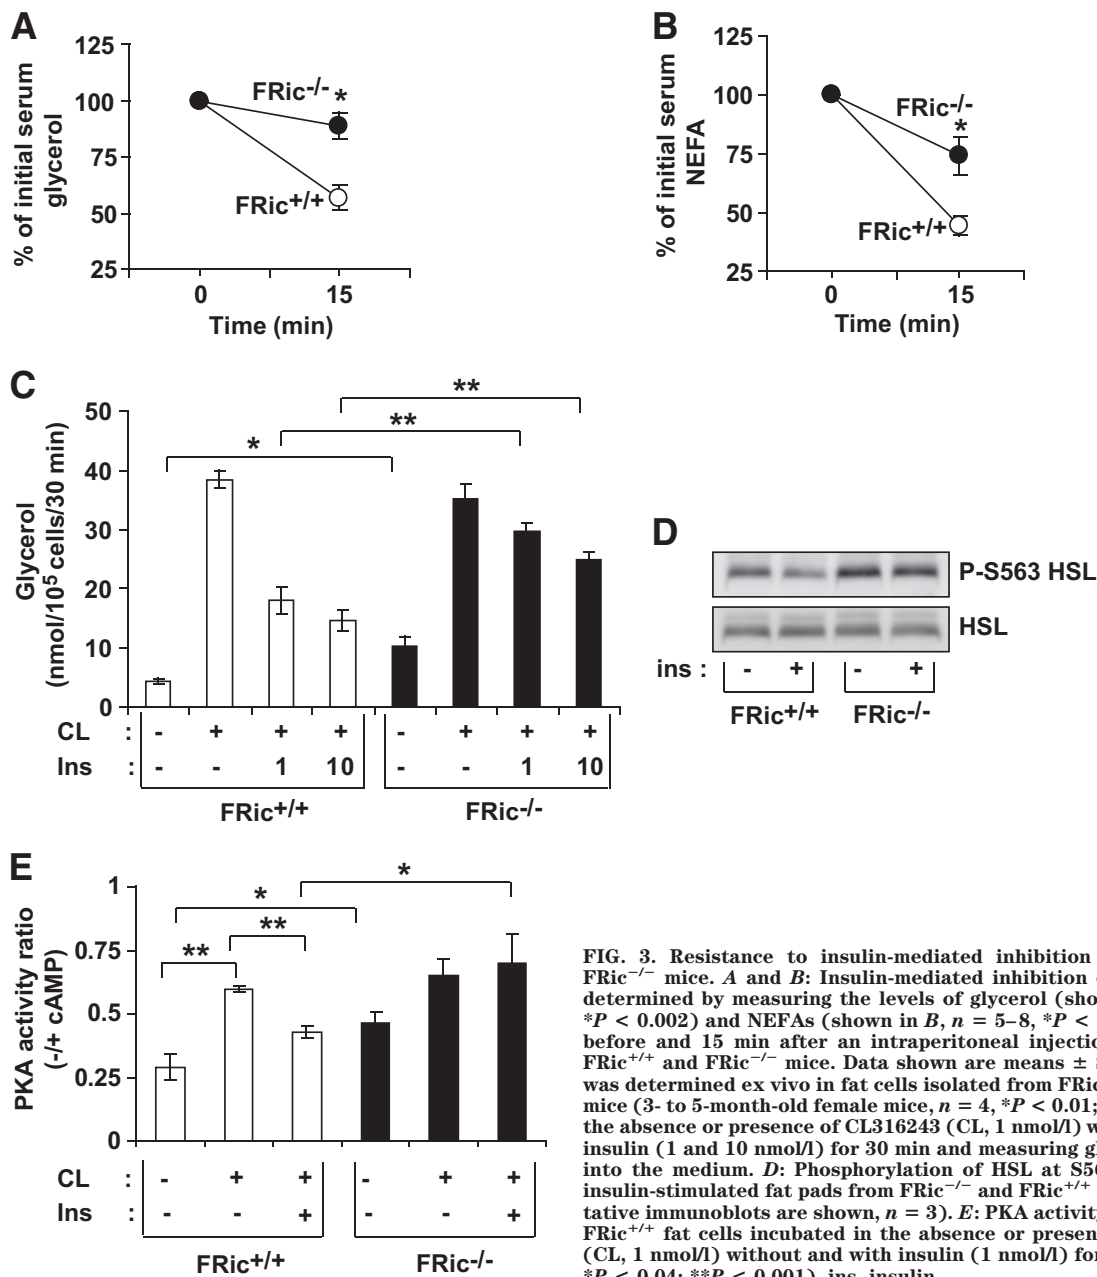 A
125
100
75
50
25
% of initial serum
glycerol
FRic-/- *
FRic+/+
0 15
Time (min)
B
125
100
75
50
25
% of initial serum
NEFA
FRic-/-
*
FRic+/+
0 15
Time (min)
C
50
40
30
20
10
0
Glycerol
(nmol/10⁵ cells/30 min)
**
**
*
CL : - + + + - + + +
Ins : - - 1 10 - - 1 10
FRic+/+ FRic-/-
D
P-S563 HSL
HSL
ins : - + - +
FRic+/+ FRic-/-
E
1
0.75
0.5
0.25
0
PKA activity ratio
(-/+ cAMP)
*
*
**
**
CL : - + + - + +
Ins : - - + - - +
FRic+/+ FRic-/-
FIG. 3. Resistance to insulin-mediated inhibition
FRic−/− mice. A and B: Insulin-mediated inhibition
determined by measuring the levels of glycerol (sho
*P < 0.002) and NEFAs (shown in B, n = 5–8, *P <
before and 15 min after an intraperitoneal injectio
FRic+/+ and FRic−/− mice. Data shown are means ±
was determined ex vivo in fat cells isolated from FRic
mice (3- to 5-month-old female mice, n = 4, *P < 0.01;
the absence or presence of CL316243 (CL, 1 nmol/l) w
insulin (1 and 10 nmol/l) for 30 min and measuring gl
into the medium. D: Phosphorylation of HSL at S56
insulin-stimulated fat pads from FRic−/− and FRic+/+
tative immunoblots are shown, n = 3). E: PKA activity
FRic+/+ fat cells incubated in the absence or presen
(CL, 1 nmol/l) without and with insulin (1 nmol/l) for
*P < 0.04; **P < 0.001). ins, insulin.